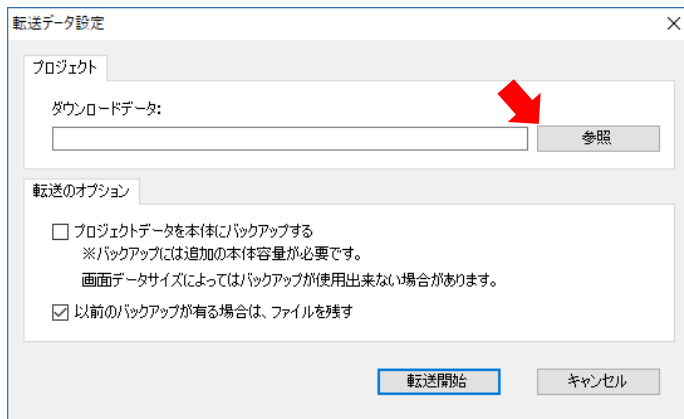 転送データ設定
プロジェクト
ダウンロードデータ:
参照
転送のオプション
プロジェクトデータを本体にバックアップする
※バックアップには追加の本体容量が必要です。
画面データサイズによってはバックアップが使用出来ない場合があります。
以前のバックアップが有る場合は、ファイルを残す
転送開始
キャンセル